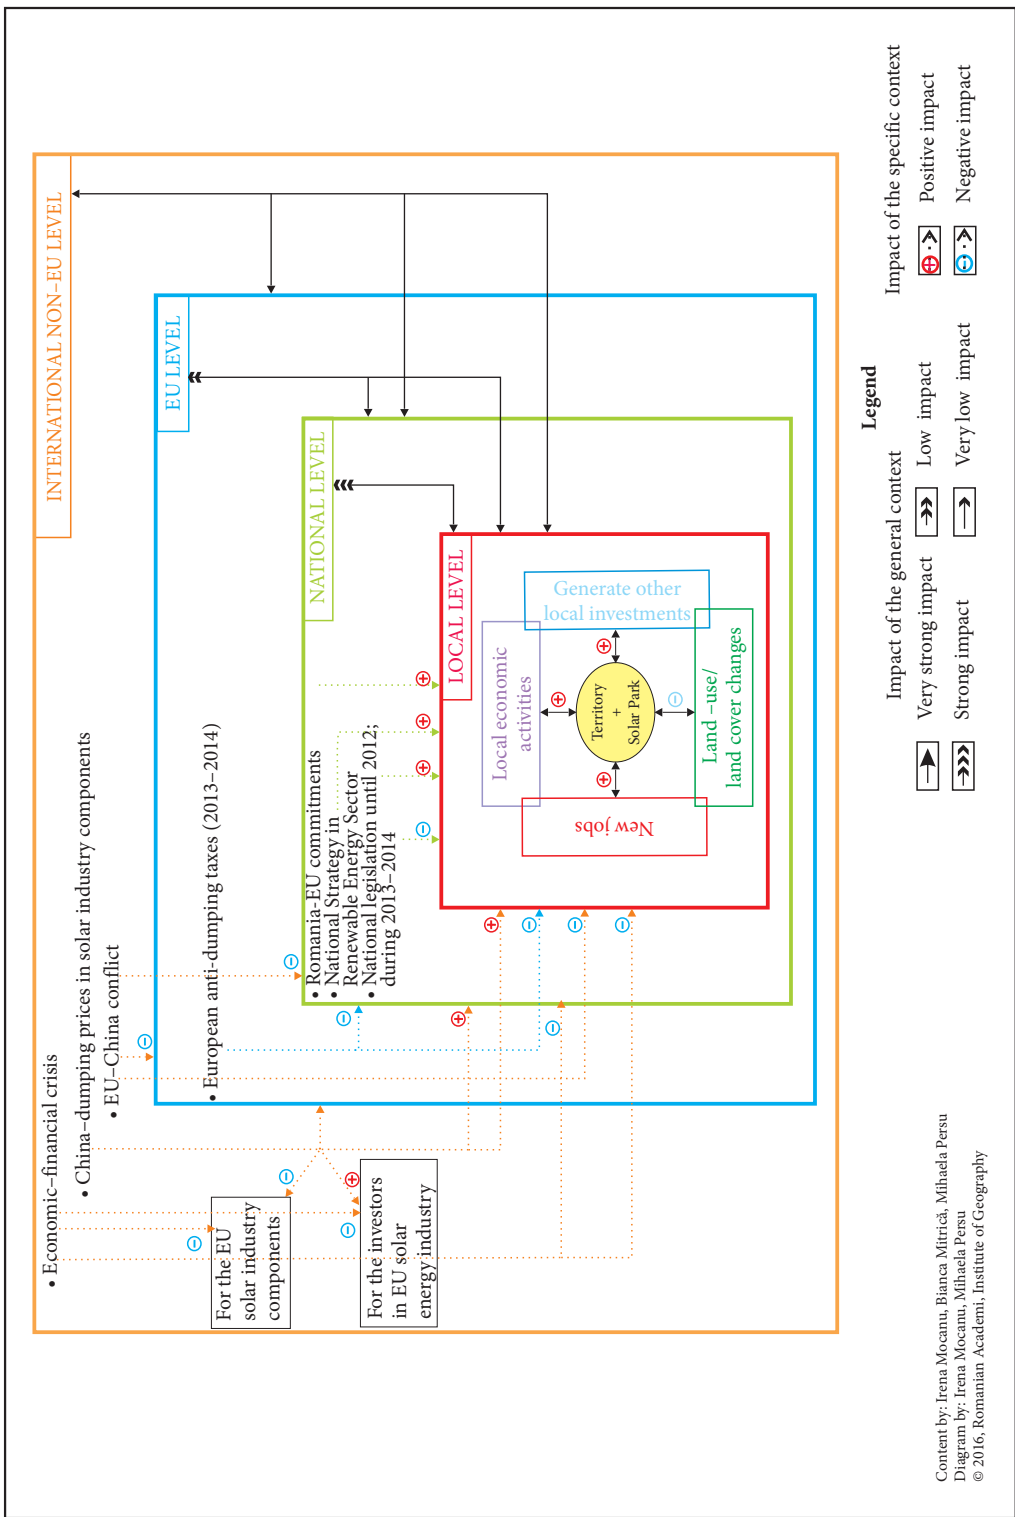 INTERNATIONAL NON–EU LEVEL
• Economic–financial crisis
• China–dumping prices in solar industry components
• EU–China conflict
EU LEVEL
• European anti-dumping taxes (2013–2014)
NATIONAL LEVEL
• Romania-EU commitments
• National Strategy in
Renewable Energy Sector
• National legislation until 2012;
during 2013–2014
For the EU
solar industry
components
For the investors
in EU solar
energy industry
LOCAL LEVEL
Local economic
activities
New jobs
Territory
+
Solar Park
Generate other
local investments
Land –use/
land cover changes
Legend
Impact of the general context
Very strong impact
Low impact
Strong impact
Very low impact
Impact of the specific context
Positive impact
Negative impact
Content by: Irena Mocanu, Bianca Mitrică, Mihaela Persu
Diagram by: Irena Mocanu, Mihaela Persu
© 2016, Romanian Academi, Institute of Geography